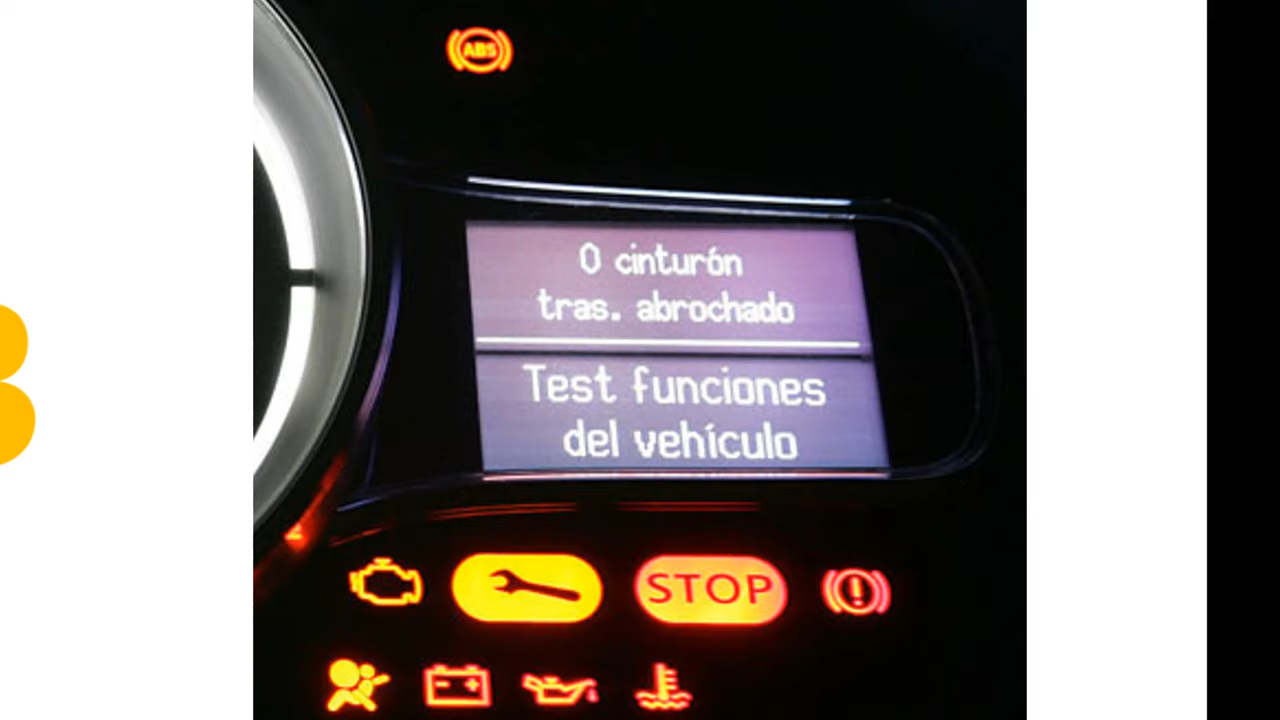 ABS
0 cinturón
tras. abrochado
Test funciones
del vehículo
STOP